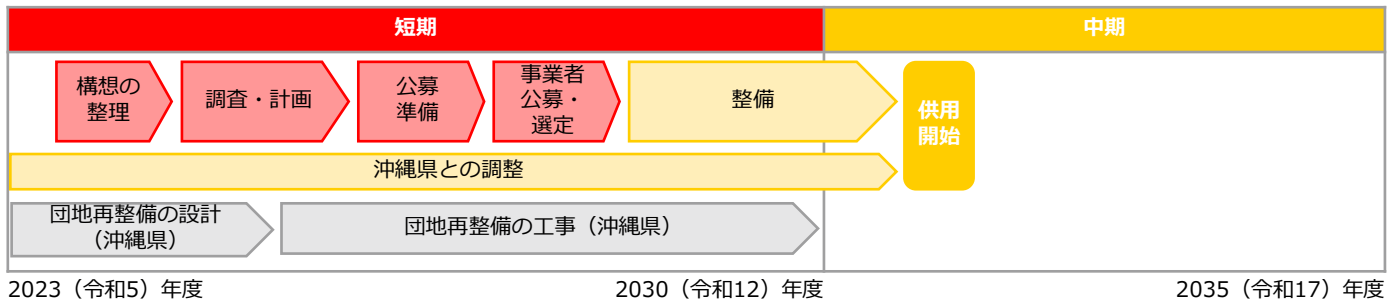 短期
中期
構想の
整理
調査・計画
公募
準備
事業者
公募・
選定
整備
供用
開始
沖縄県との調整
団地再整備の設計
（沖縄県）
団地再整備の工事（沖縄県）
2023（令和5）年度
2030（令和12）年度
2035（令和17）年度